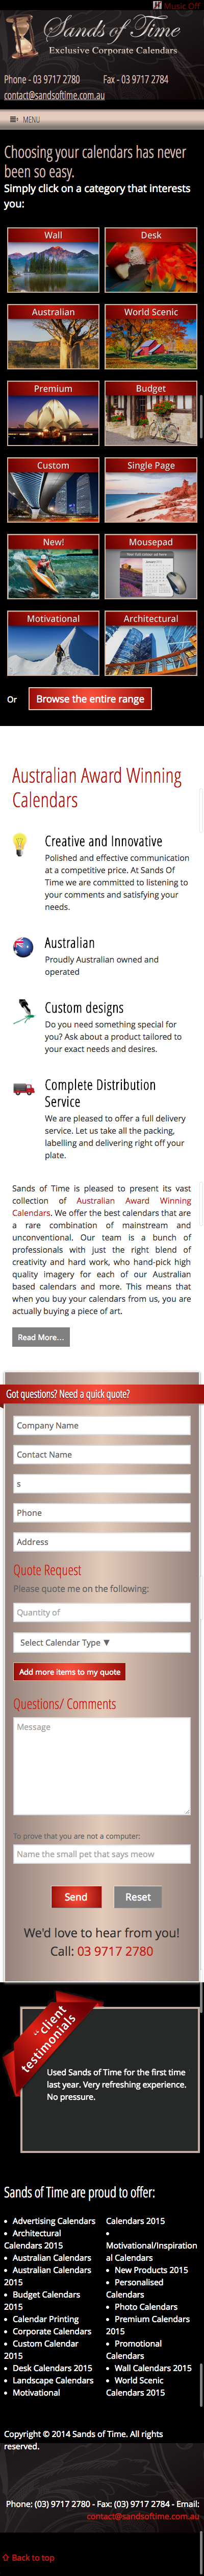 Music Off
Sands of Time
Exclusive Corporate Calendars
Phone - 03 9717 2780 Fax - 03 9717 2784
contact@sandsoftime.com.au
MENU
Choosing your calendars has never
been so easy.
Simply click on a category that interests
you:
Wall Desk
Australian World Scenic
Premium Budget
Custom Single Page
New! Mousepad
Motivational Architectural
Or Browse the entire range
Australian Award Winning
Calendars
Creative and Innovative
Polished and effective communication
at a competitive price. At Sands Of
Time we are committed to listening to
your comments and satisfying your
needs.
Australian
Proudly Australian owned and
operated
Custom designs
Do you need something special for
you? Ask about a product tailored to
your exact needs and desires.
Complete Distribution
Service
We are pleased to offer a full delivery
service. Let us take all the packing,
labelling and delivering right off your
plate.
Sands of Time is pleased to present its vast
collection of Australian Award Winning
Calendars. We offer the best calendars that are
a rare combination of mainstream and
unconventional. Our team is a bunch of
professionals with just the right blend of
creativity and hard work, who hand-pick high
quality imagery for each of our Australian
based calendars and more. This means that
when you buy your calendars from us, you are
actually buying a piece of art.
Read More...
Got questions? Need a quick quote?
Company Name
Contact Name
s
Phone
Address
Quote Request
Please quote me on the following:
Quantity of
Select Calendar Type ▼
Add more items to my quote
Questions/ Comments
Message
To prove that you are not a computer:
Name the small pet that says meow
Send Reset
We'd love to hear from you!
Call: 03 9717 2780
client
testimonials
Used Sands of Time for the first time
last year. Very refreshing experience.
No pressure.
Sands of Time are proud to offer:
• Advertising Calendars
• Architectural
Calendars 2015
• Australian Calendars
• Australian Calendars
2015
• Budget Calendars
2015
• Calendar Printing
• Corporate Calendars
• Custom Calendar
2015
• Desk Calendars 2015
• Landscape Calendars
• Motivational
Calendars 2015
•
Motivational/Inspiration
al Calendars
• New Products 2015
• Personalised
Calendars
• Photo Calendars
• Premium Calendars
2015
• Promotional
Calendars
• Wall Calendars 2015
• World Scenic
Calendars 2015
Copyright © 2014 Sands of Time. All rights
reserved.
Phone: (03) 9717 2780 - Fax: (03) 9717 2784 - Email:
contact@sandsoftime.com.au
⇧ Back to top